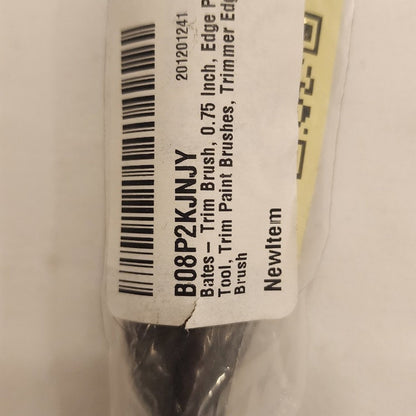 201201241
B08P2KJNJY
Bates – Trim Brush, 0.75 Inch, Edge P
Tool, Trim Paint Brushes, Trimmer Edg
Brush
NewItem